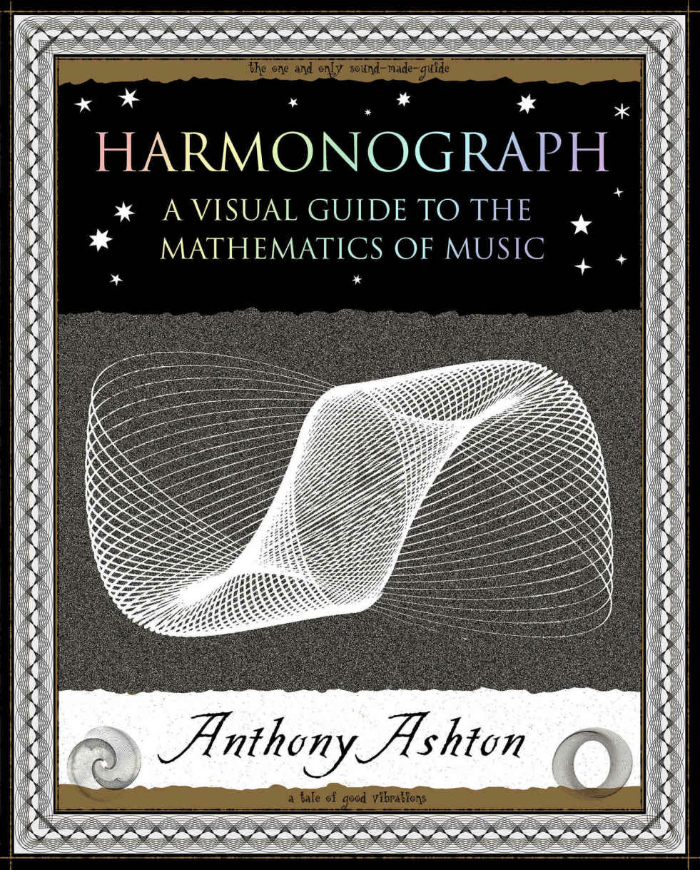 the one and only sound-made-guide
HARMONOGRAPH
A VISUAL GUIDE TO THE
MATHEMATICS OF MUSIC
Anthony Ashton
a tale of good vibrations